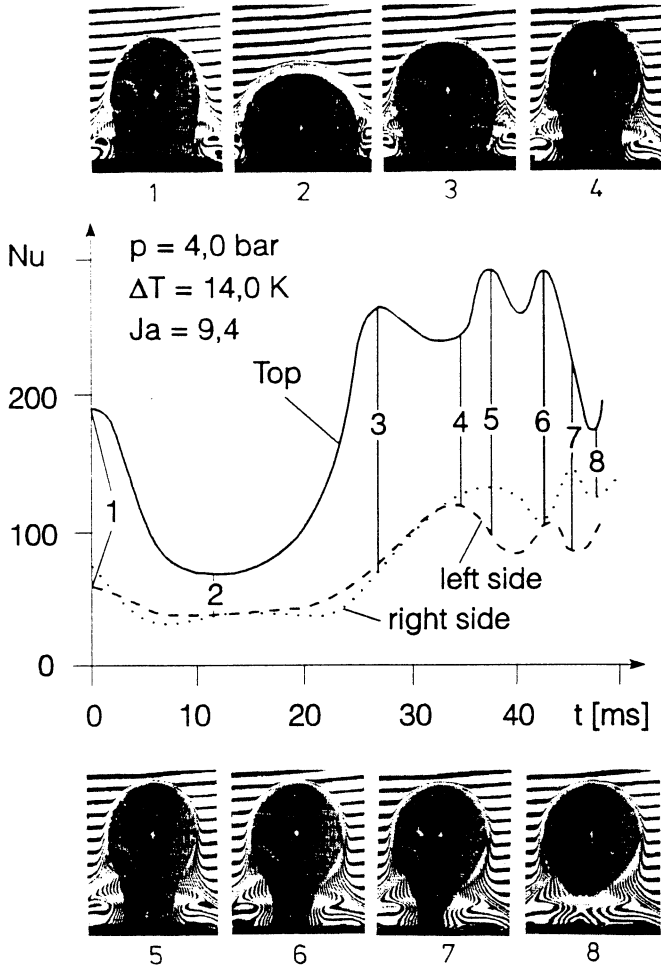 1 2 3 4
Nu
p = 4,0 bar
ΔT = 14,0 K
Ja = 9,4
Top
200
3 4 5 6 7 8
1
100
2
left side
right side
0
0 10 20 30 40 t [ms]
5 6 7 8